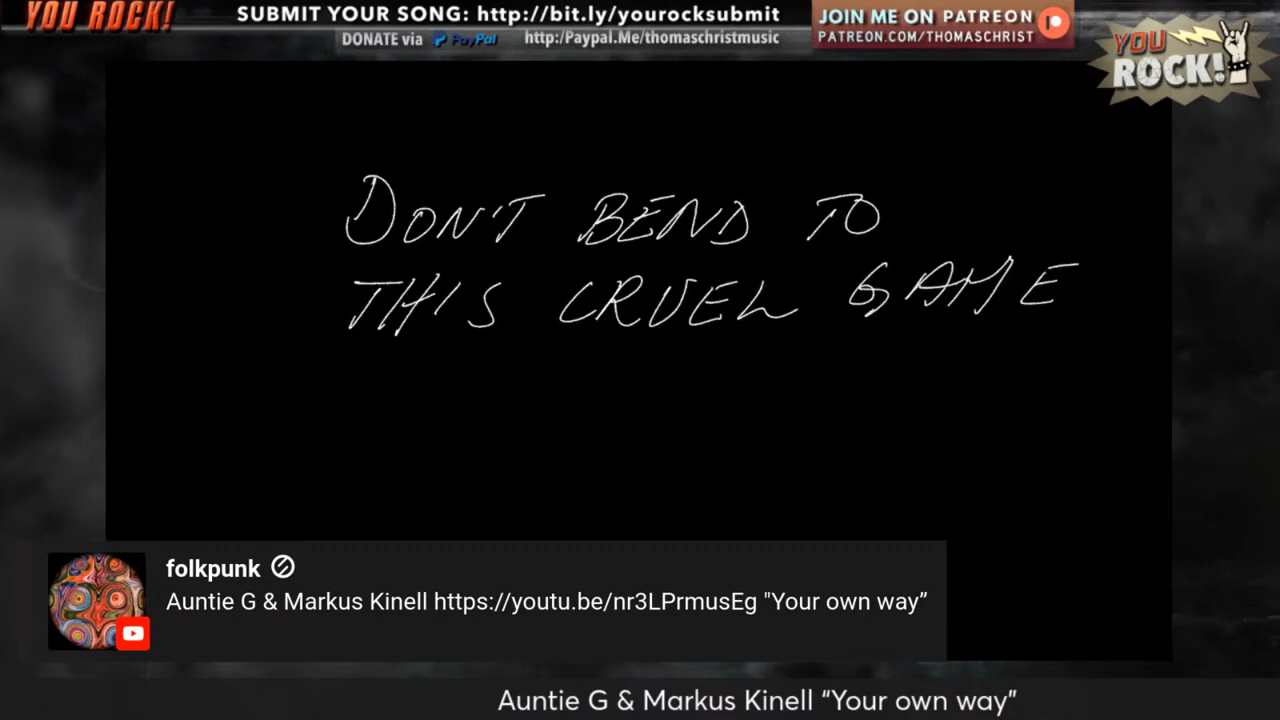 YOU ROCK!
SUBMIT YOUR SONG: http://bit.ly/yourocksubmit
DONATE via PayPal http:/Paypal.Me/thomaschristmusic
JOIN ME ON PATREON
PATREON.COM/THOMASCHRIST
YOU
ROCK!
DON'T BEND TO
THIS CRUEL GAME
folkpunk
Auntie G & Markus Kinell https://youtu.be/nr3LPrmusEg "Your own way”
Auntie G & Markus Kinell “Your own way”